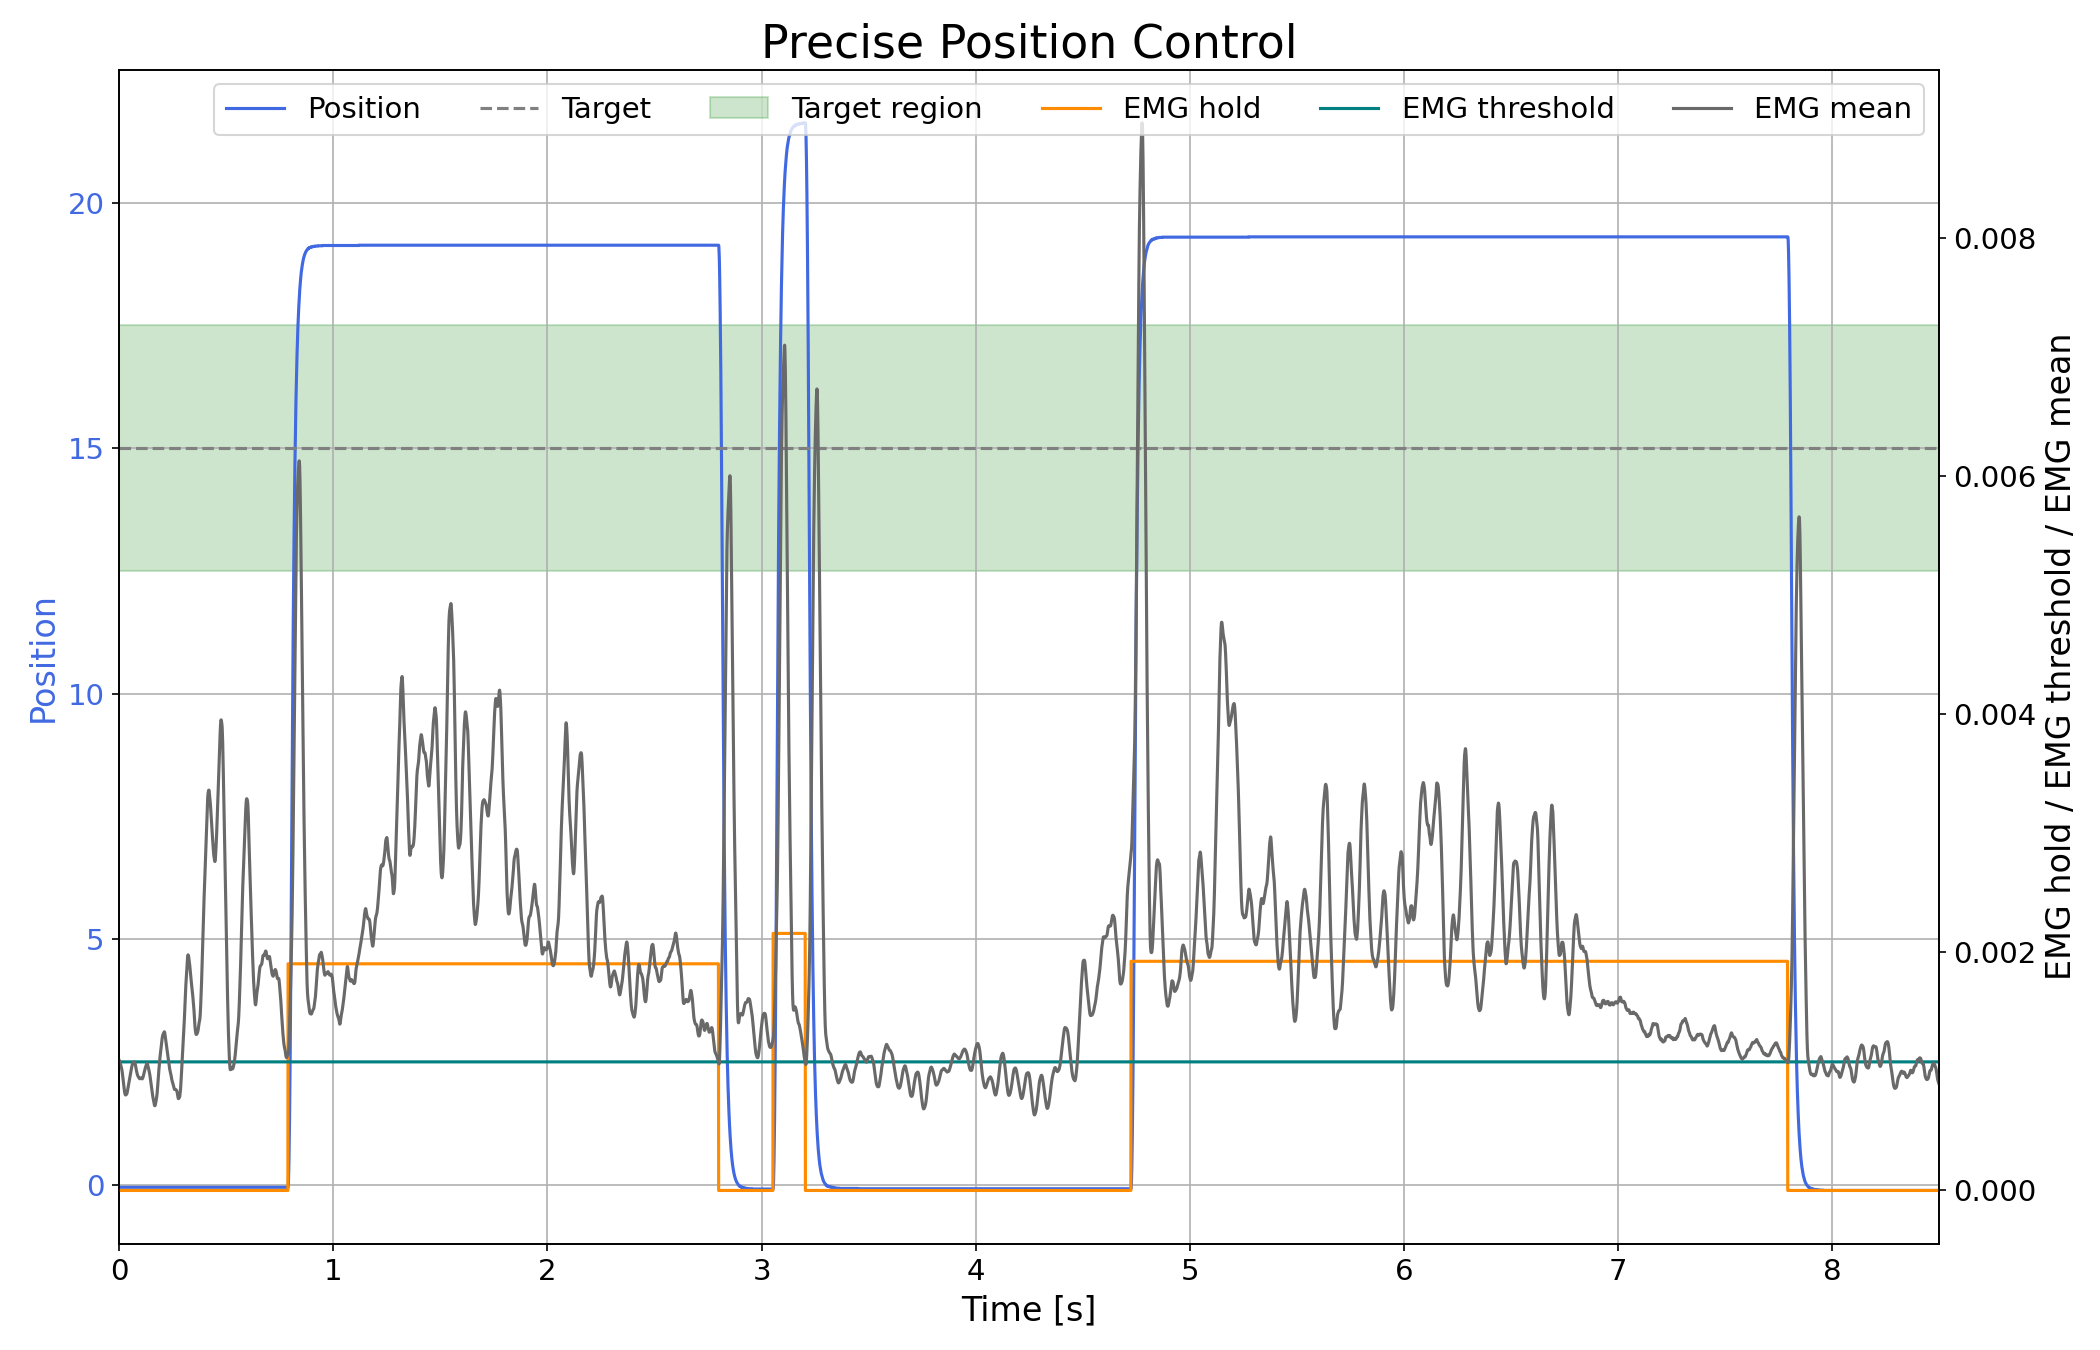 Precise Position Control
Position Target Target region EMG hold EMG threshold EMG mean
20
15
10
5
0
Position
0.008
0.006
0.004
0.002
0.000
EMG hold / EMG threshold / EMG mean
0 1 2 3 4 5 6 7 8
Time [s]